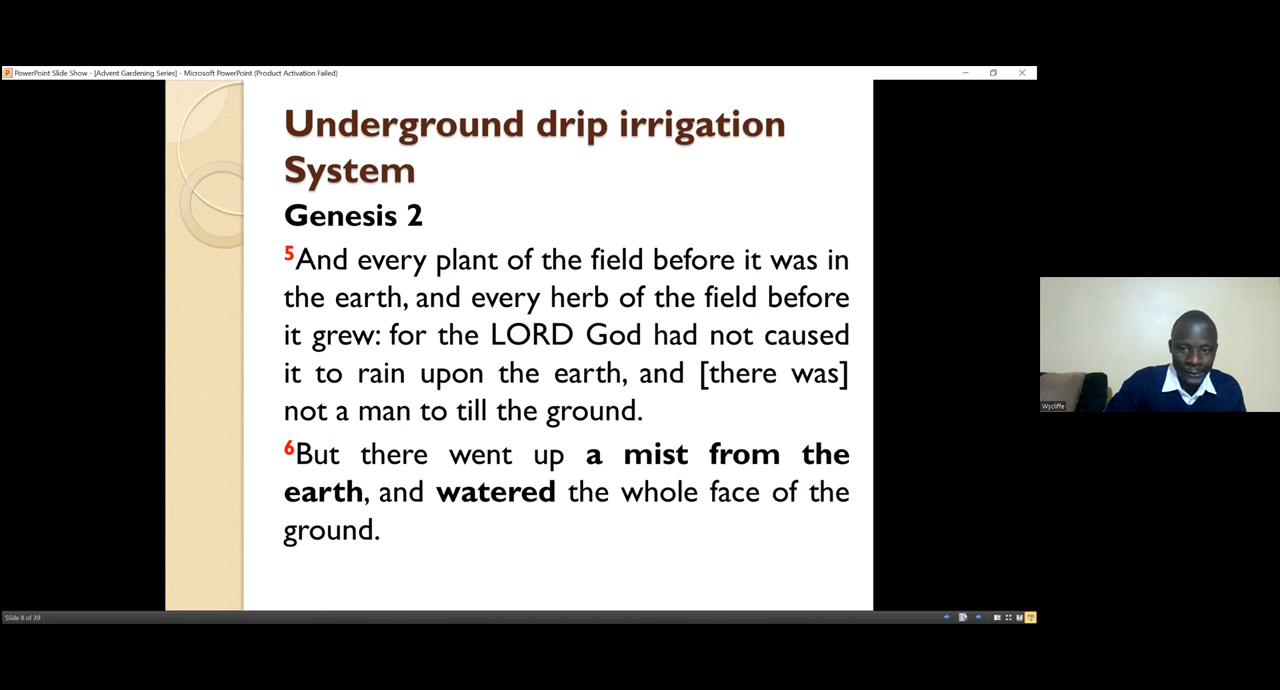 PowerPoint Slide Show - [Advent Gardening Series] - Microsoft PowerPoint (Product Activation Failed)
Underground drip irrigation
System
Genesis 2
5And every plant of the field before it was in
the earth, and every herb of the field before
it grew: for the LORD God had not caused
it to rain upon the earth, and [there was]
not a man to till the ground.
6But there went up a mist from the
earth, and watered the whole face of the
ground.
Wycliffe
Slide 8 of 39